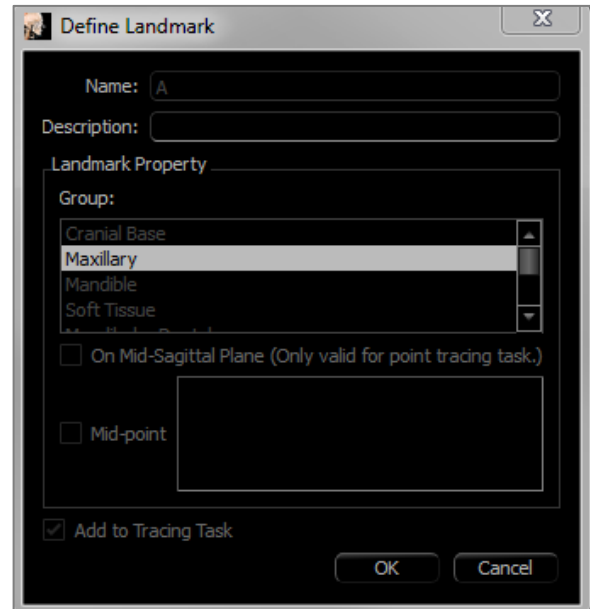 Define Landmark
Name: A
Description:
Landmark Property
Group:
Cranial Base
Maxillary
Mandible
Soft Tissue
On Mid-Sagittal Plane (Only valid for point tracing task.)
Mid-point
Add to Tracing Task
OK Cancel